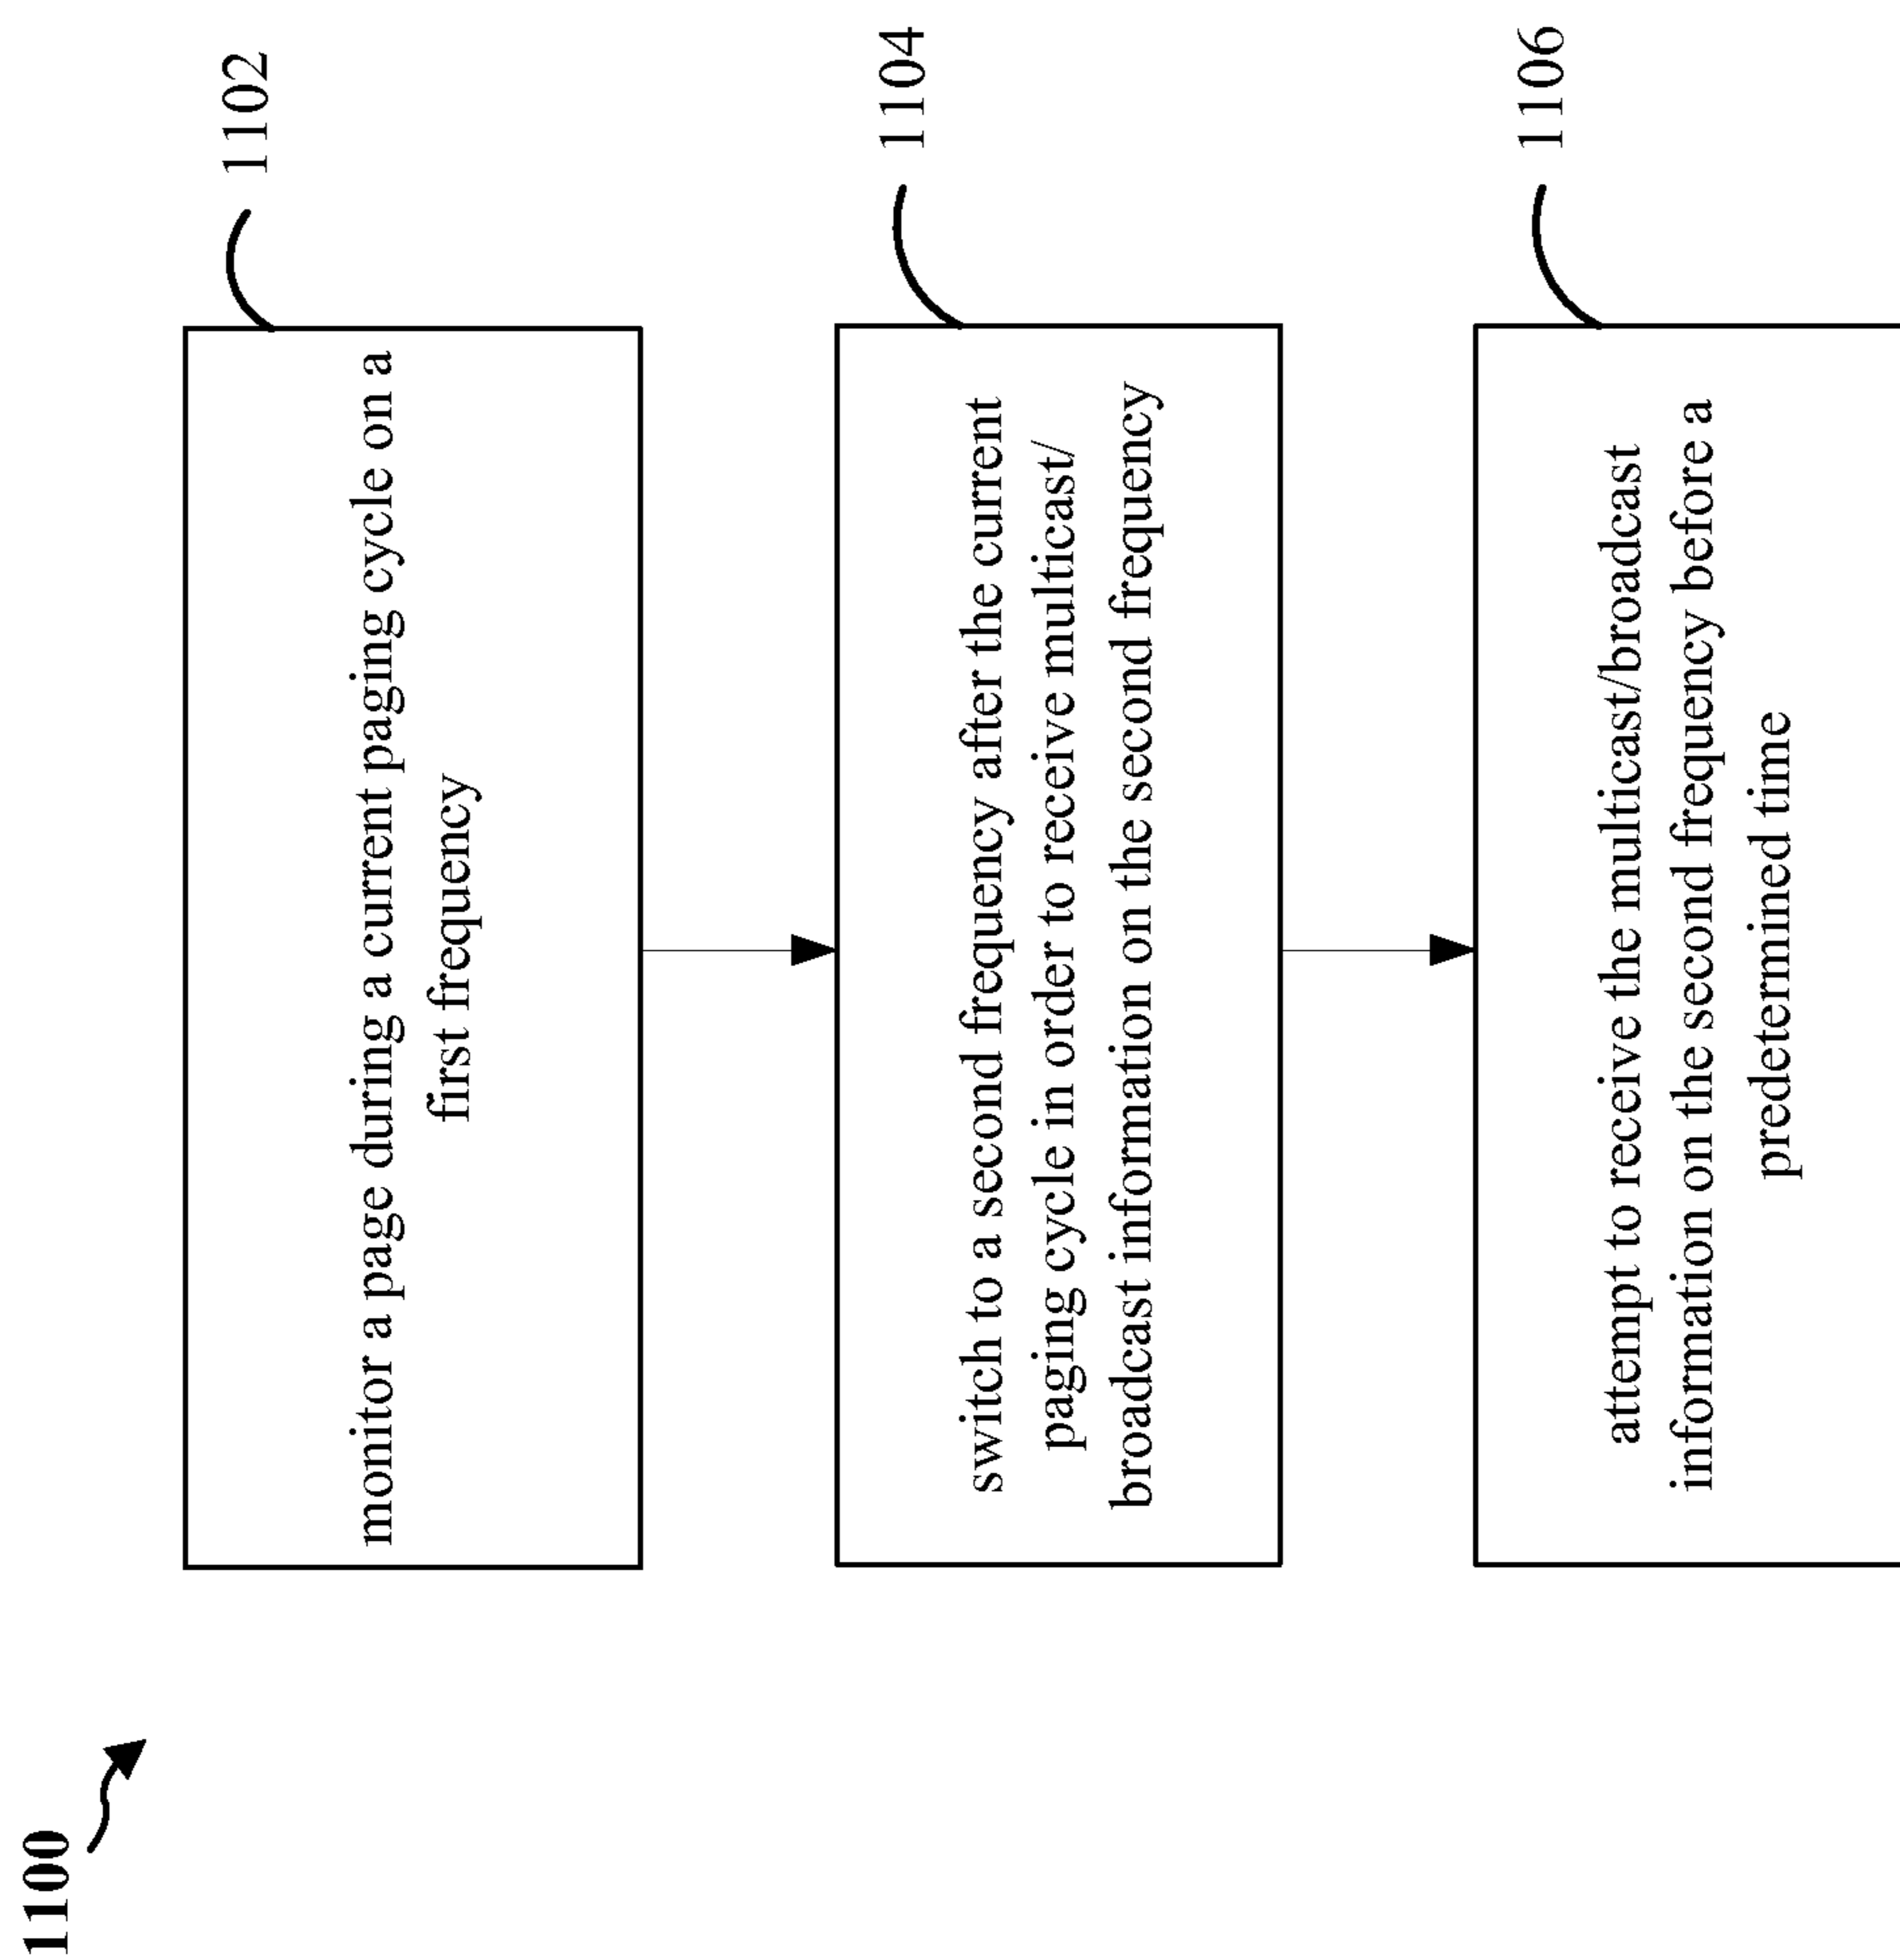 1100
1102
monitor a page during a current paging cycle on a
first frequency
1104
switch to a second frequency after the current
paging cycle in order to receive multicast/
broadcast information on the second frequency
1106
attempt to receive the multicast/broadcast
information on the second frequency before a
predetermined time